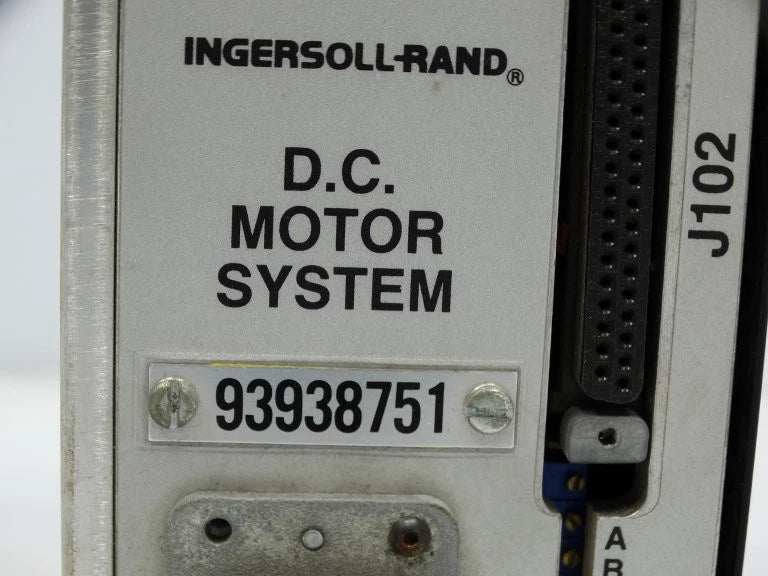 INGERSOLL-RAND®
D.C.
MOTOR
SYSTEM
93938751
J102
A